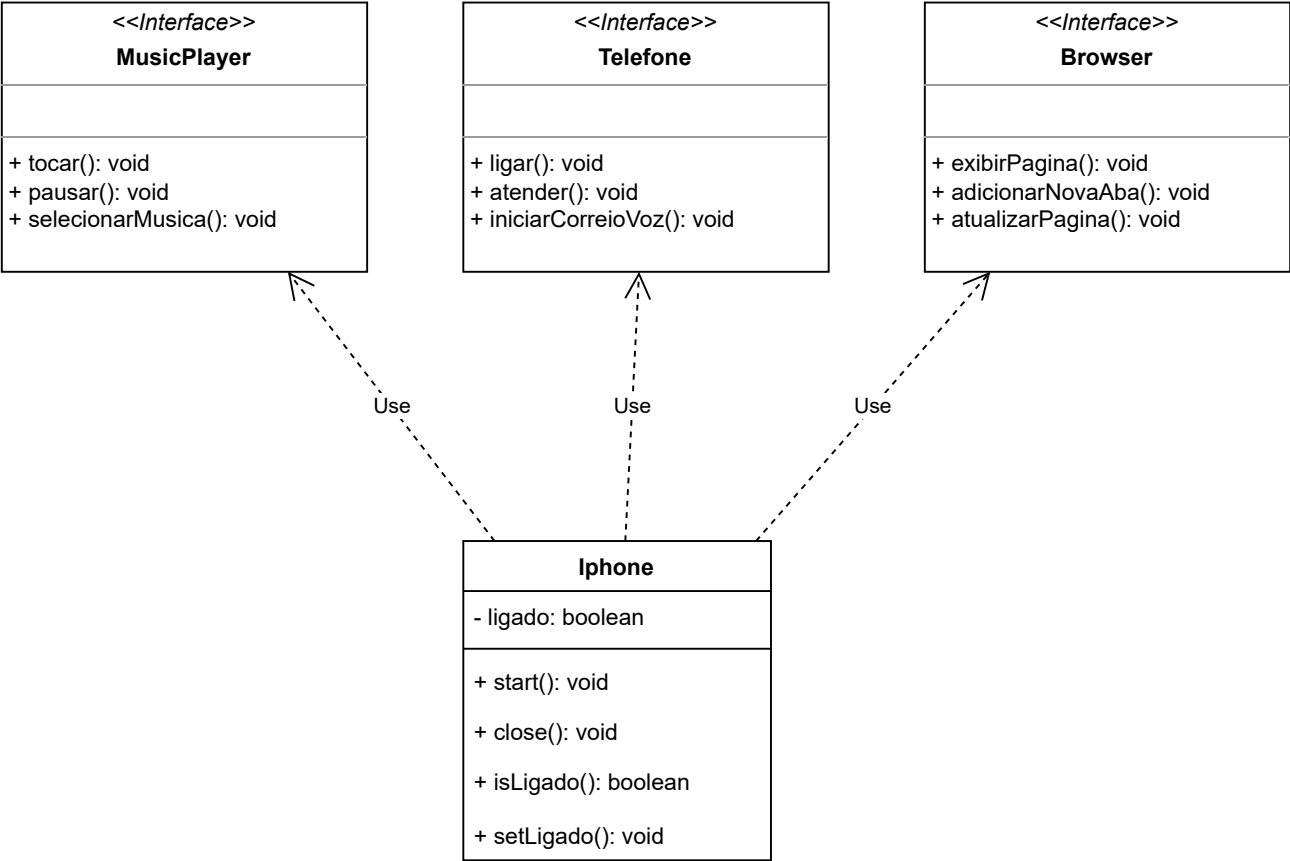 <<Interface>>
MusicPlayer
+ tocar(): void
+ pausar(): void
+ selecionarMusica(): void
<<Interface>>
Telefone
+ ligar(): void
+ atender(): void
+ iniciarCorreioVoz(): void
<<Interface>>
Browser
+ exibirPagina(): void
+ adicionarNovaAba(): void
+ atualizarPagina(): void
Use
Use
Use
Iphone
- ligado: boolean
+ start(): void
+ close(): void
+ isLigado(): boolean
+ setLigado(): void